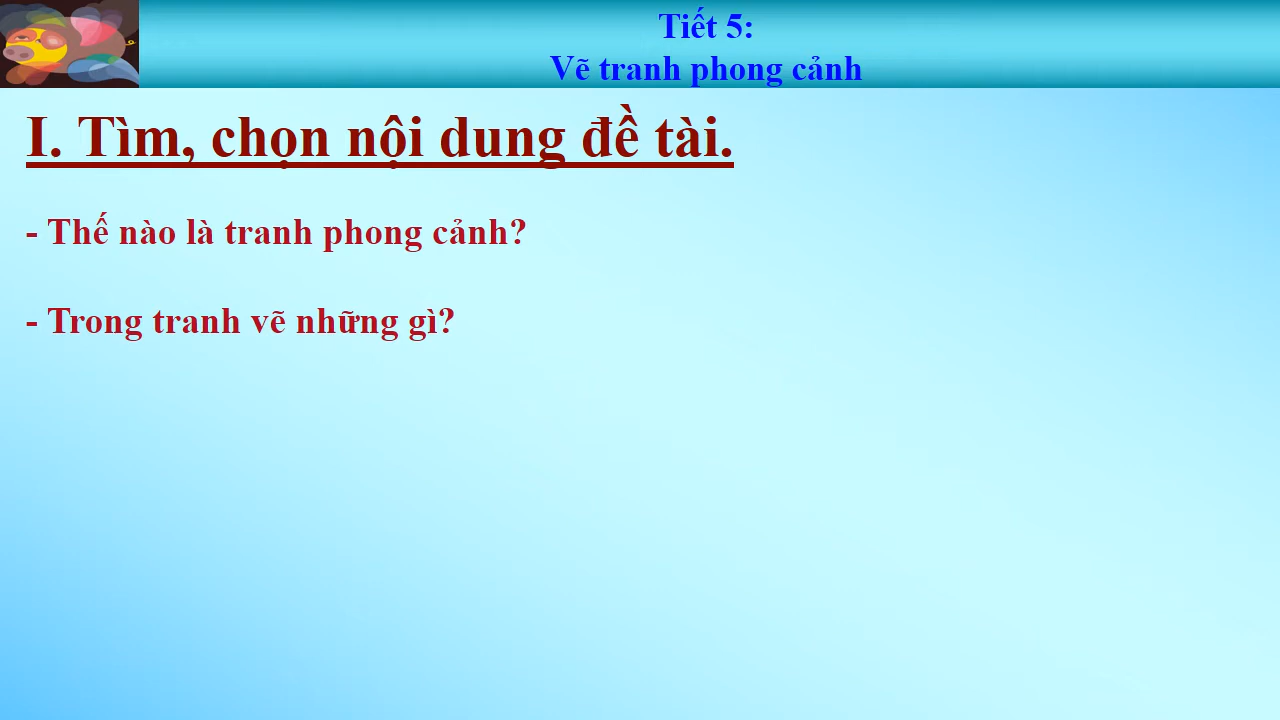 Tiết 5:
Vẽ tranh phong cảnh
I. Tìm, chọn nội dung đề tài.
- Thế nào là tranh phong cảnh?
- Trong tranh vẽ những gì?